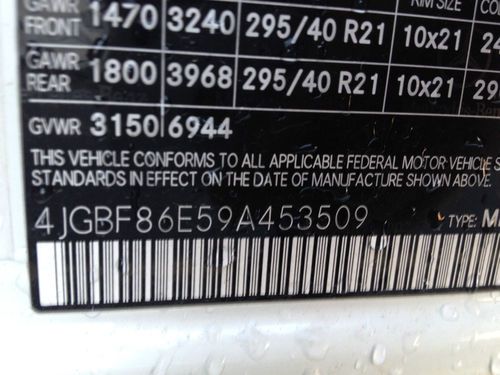 GAWR RIM SIZE
FRONT 1470 3240 295/40 R21 10x21
GAWR
REAR 1800 3968 295/40 R21 10x21
GVWR 3150 6944
THIS VEHICLE CONFORMS TO ALL APPLICABLE FEDERAL MOTOR VEHICLE S
STANDARDS IN EFFECT ON THE DATE OF MANUFACTURE SHOWN ABOVE.
4JGBF86E59A453509 TYPE: M